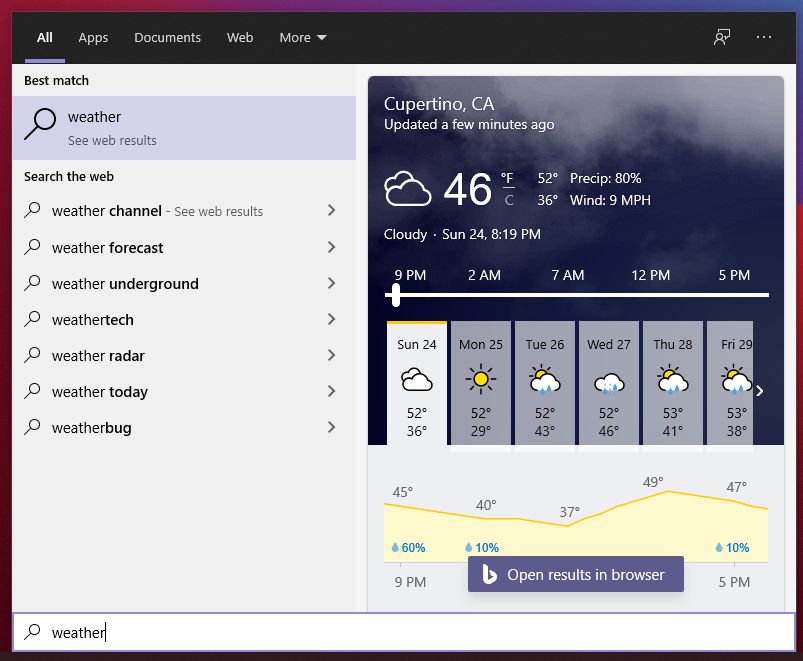 All Apps Documents Web More
Best match
weather
See web results
Search the web
weather channel - See web results
weather forecast
weather underground
weathertech
weather radar
weather today
weatherbug
Cupertino, CA
Updated a few minutes ago
46 °F C 52° 36° Precip: 80% Wind: 9 MPH
Cloudy · Sun 24, 8:19 PM
9 PM 2 AM 7 AM 12 PM 5 PM
Sun 24 Mon 25 Tue 26 Wed 27 Thu 28 Fri 29
52° 52° 52° 52° 53° 53°
36° 29° 43° 46° 41° 38°
45° 40° 37° 49° 47°
60% 10% 10%
9 PM 5 PM
Open results in browser
weather